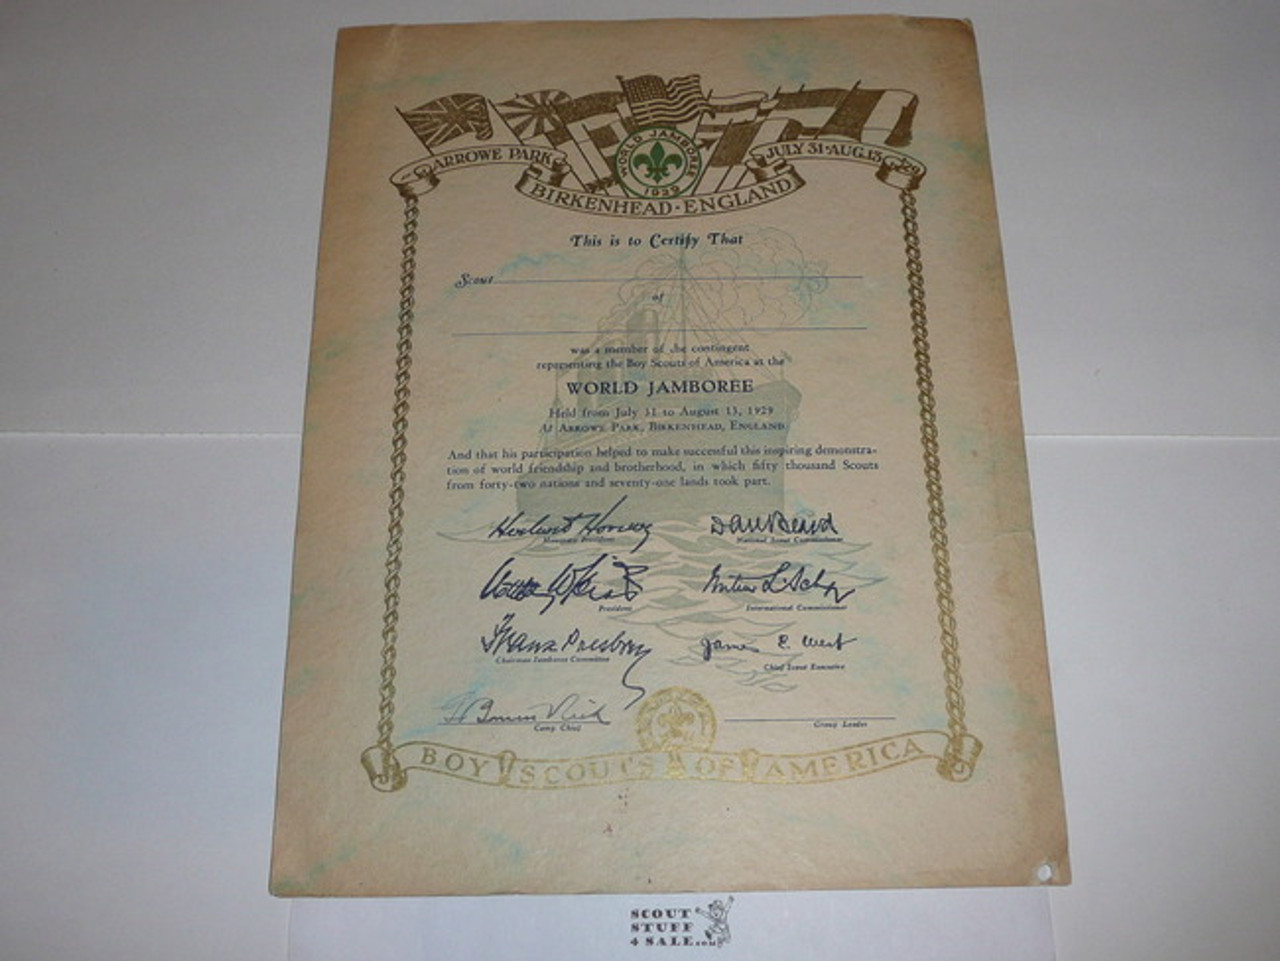 ARROWE PARK
WORLD JAMBOREE
1929
JULY 31-AUG.13
BIRKENHEAD·ENGLAND
This is to Certify That
Scout
of
was a member of the contingent
representing the Boy Scouts of America at the
WORLD JAMBOREE
Held from July 31 to August 13, 1929
At Arrowe Park, Birkenhead, England
And that his participation helped to make successful this inspiring demonstra-
tion of world friendship and brotherhood, in which fifty thousand Scouts
from forty-two nations and seventy-one lands took part.
Herbert Hoover Dan Beard
Honorary President National Scout Commissioner
President International Commissioner
James E. West
Chairman Jamboree Committee Chief Scout Executive
Camp Chief Group Leader
BOY SCOUTS OF AMERICA
SCOUT
STUFF
4 SALE.com